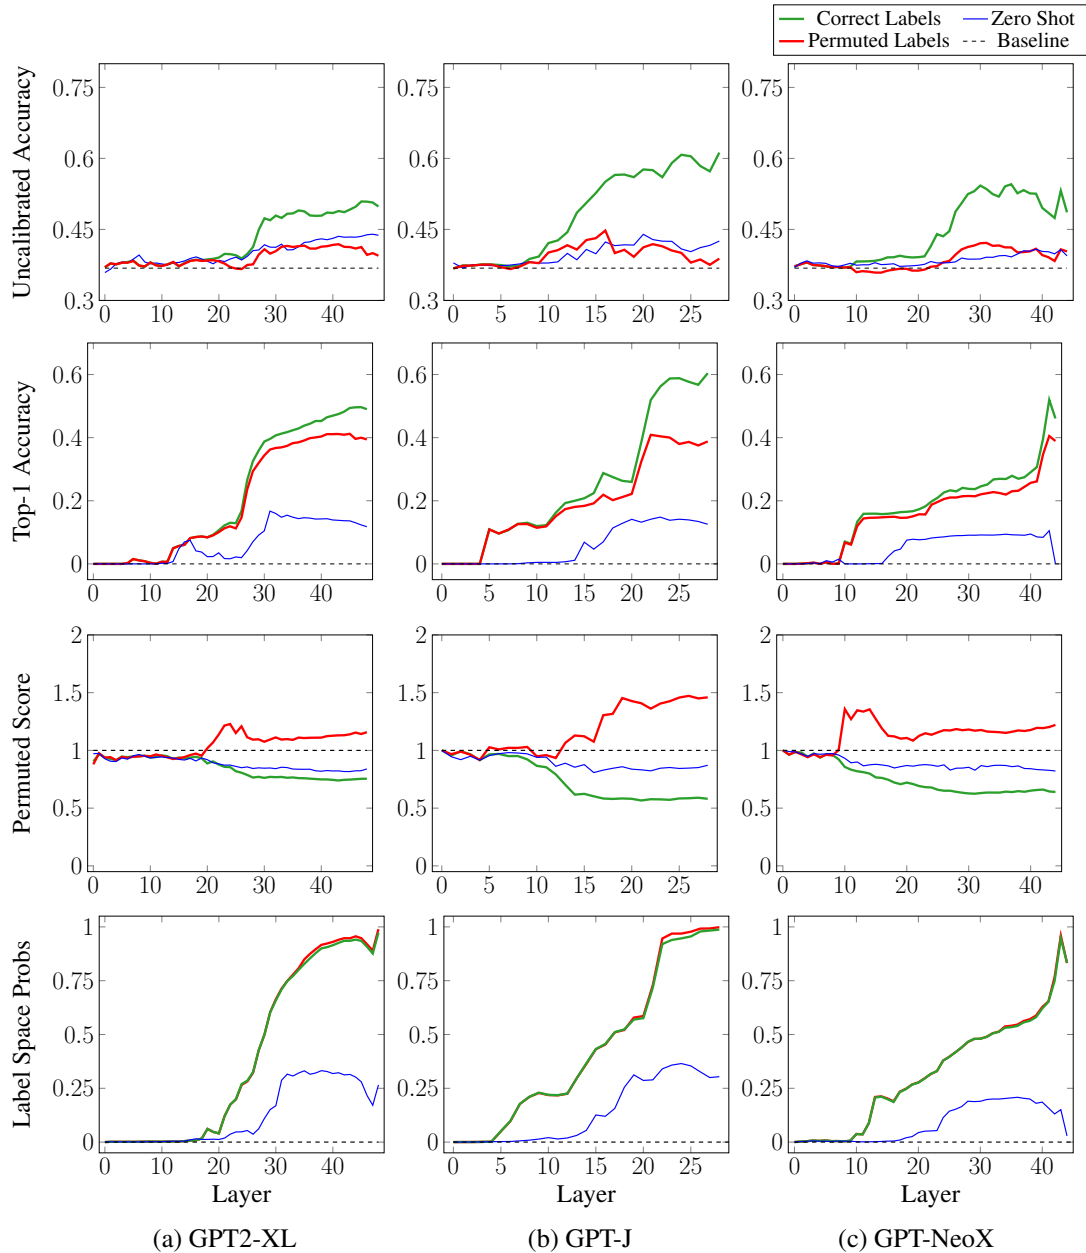 Correct Labels Zero Shot
Permuted Labels Baseline
Uncalibrated Accuracy
0.75 0.75 0.75
0.6 0.6 0.6
0.45 0.45 0.45
0.3 0.3 0.3
0 10 20 30 40 0 5 10 15 20 25 0 10 20 30 40
Top-1 Accuracy
0.6 0.6 0.6
0.4 0.4 0.4
0.2 0.2 0.2
0 0 0
0 10 20 30 40 0 5 10 15 20 25 0 10 20 30 40
Permuted Score
2 2 2
1.5 1.5 1.5
1 1 1
0.5 0.5 0.5
0 0 0
0 10 20 30 40 0 5 10 15 20 25 0 10 20 30 40
Label Space Probs
1 1 1
0.75 0.75 0.75
0.5 0.5 0.5
0.25 0.25 0.25
0 0 0
0 10 20 30 40 0 5 10 15 20 25 0 10 20 30 40
Layer Layer Layer
(a) GPT2-XL (b) GPT-J (c) GPT-NeoX